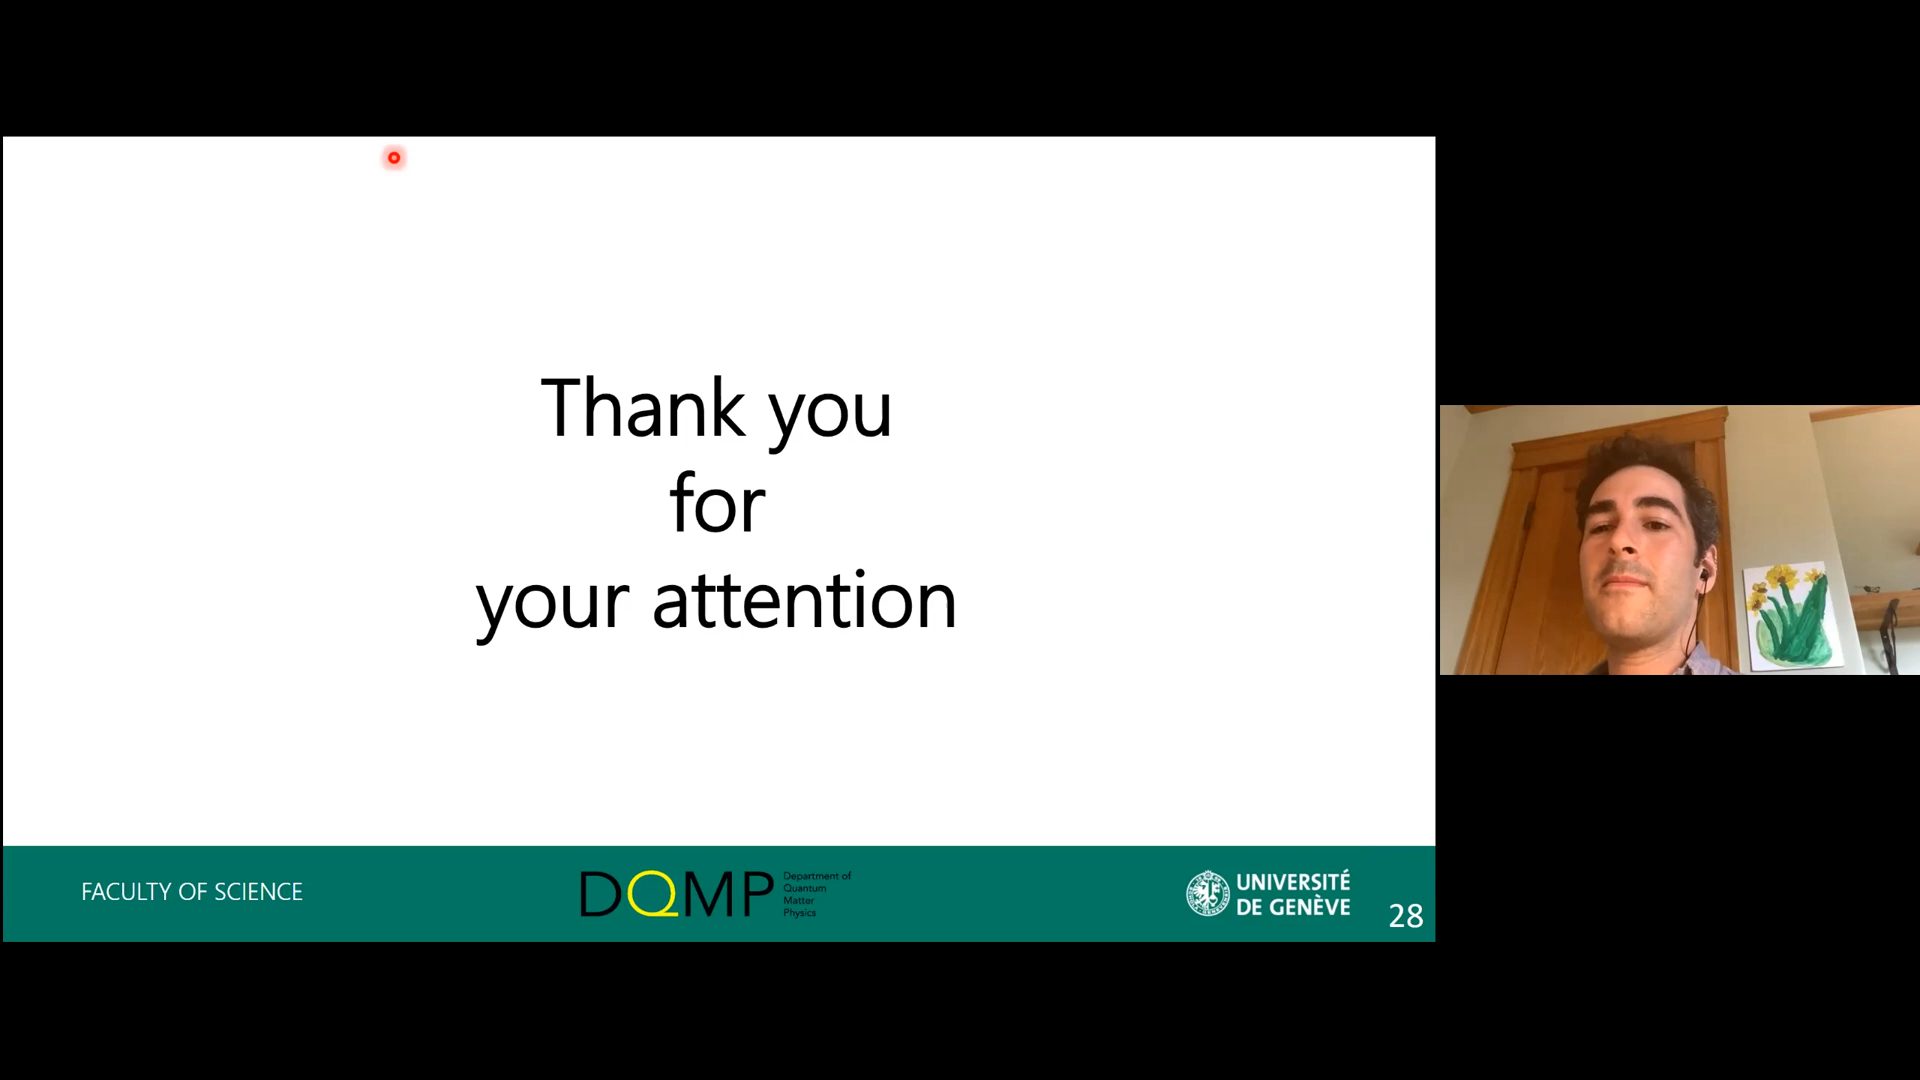 Thank you
for
your attention
FACULTY OF SCIENCE
DQMP
Department of
Quantum
Matter
Physics
UNIVERSITÉ
DE GENÈVE
28